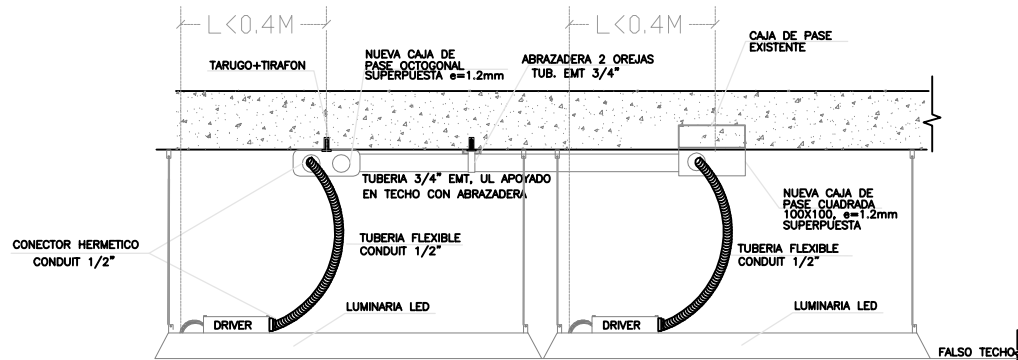 L<0,4M
L<0,4M
CAJA DE PASE
EXISTENTE
NUEVA CAJA DE
PASE OCTOGONAL
SUPERPUESTA e=1.2mm
ABRAZADERA 2 OREJAS
TUB. EMT 3/4"
TARUGO+TIRAFON
TUBERIA 3/4" EMT, UL APOYADO
EN TECHO CON ABRAZADERA
NUEVA CAJA DE
PASE CUADRADA
100X100, e=1.2mm
SUPERPUESTA
CONECTOR HERMETICO
CONDUIT 1/2"
TUBERIA FLEXIBLE
CONDUIT 1/2"
TUBERIA FLEXIBLE
CONDUIT 1/2"
LUMINARIA LED
LUMINARIA LED
DRIVER
DRIVER
FALSO TECHO